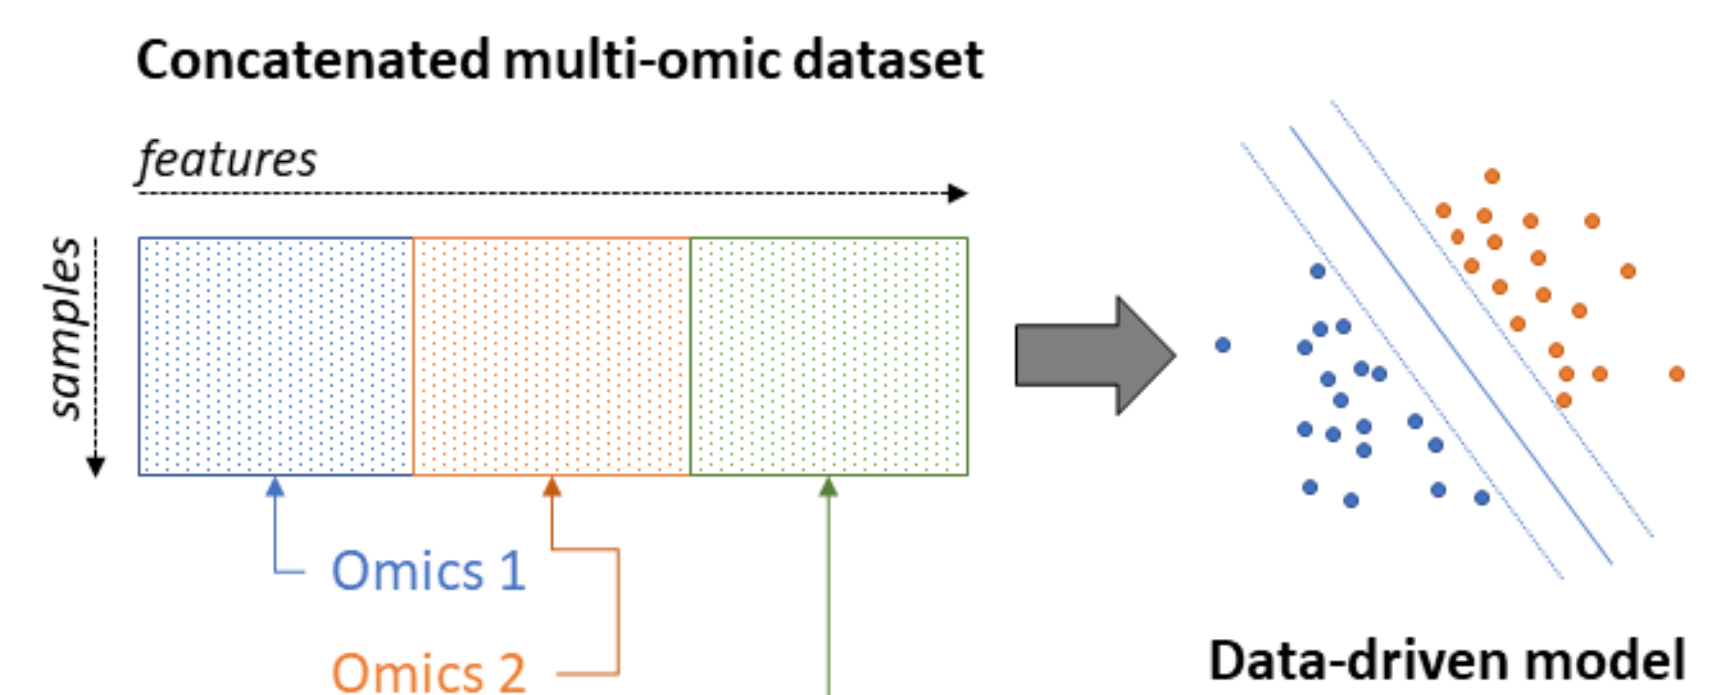 Concatenated multi-omic dataset
features
samples
Omics 1
Omics 2
Data-driven model